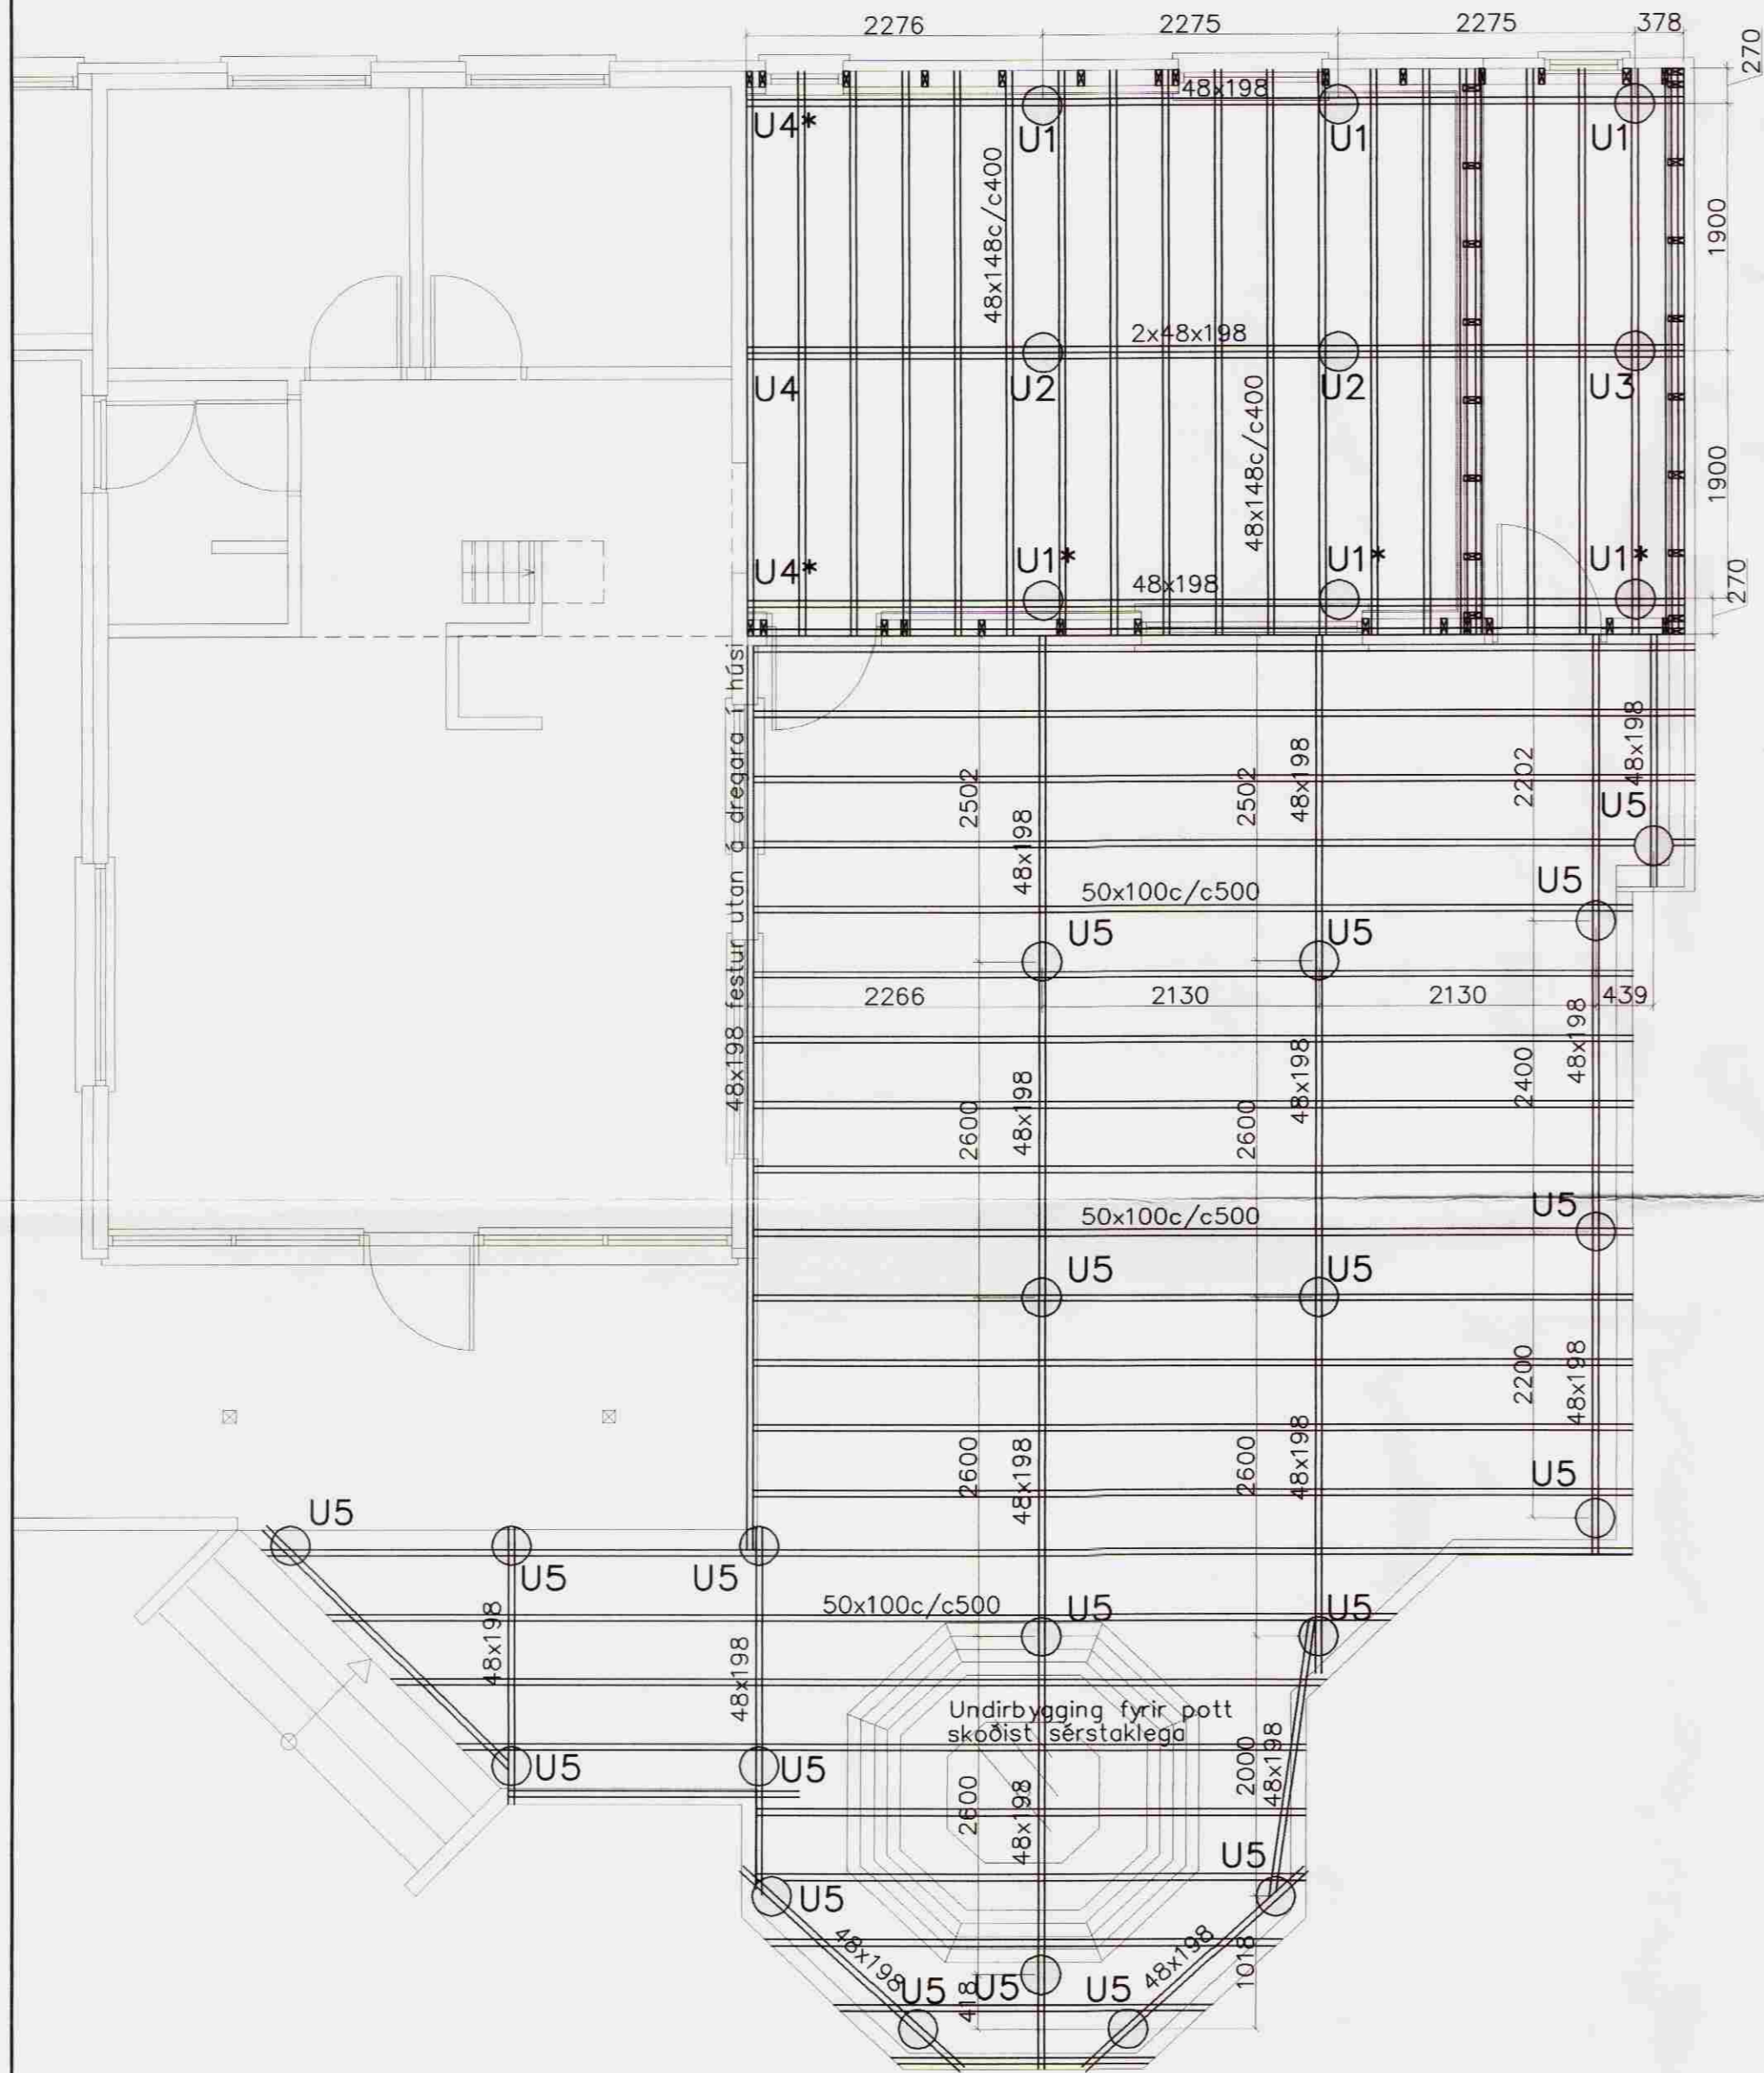 2276 2275 2275 378
270
48x198
U4* U1 U1 U1
48x148c/c400
1900
2x48x198
U4 U2 U2 U3
48x148c/c400
1900
U4* U1* U1* U1*
48x198
270
48x198 festur utan á dregara í húsi
2502 48x198 2502 48x198 2202 48x198
U5
50x100c/c500
U5
U5 U5
2266 2130 2130 439
2600 48x198 2600 48x198 2400 48x198
50x100c/c500
U5
U5 U5
2600 48x198 2600 48x198 2200 48x198
U5
U5
U5 U5
50x100c/c500
U5 U5
48x198 48x198
Undirbygging fyrir pott
skoðist sérstaklega
U5 U5
2600 48x198 2000 48x198
U5
U5
48x198 48x198
418 1018
U5 U5 U5